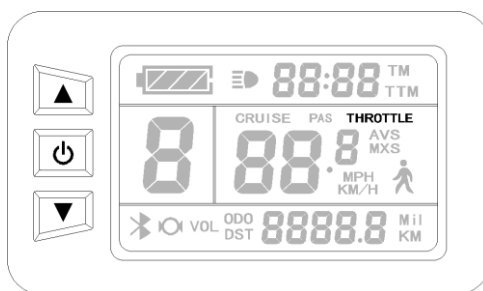 88:88 TM
TTM
CRUISE PAS THROTTLE
8 88.8 AVS
MXS
MPH
KM/H
VOL ODO 8888.8 Mil
DST KM